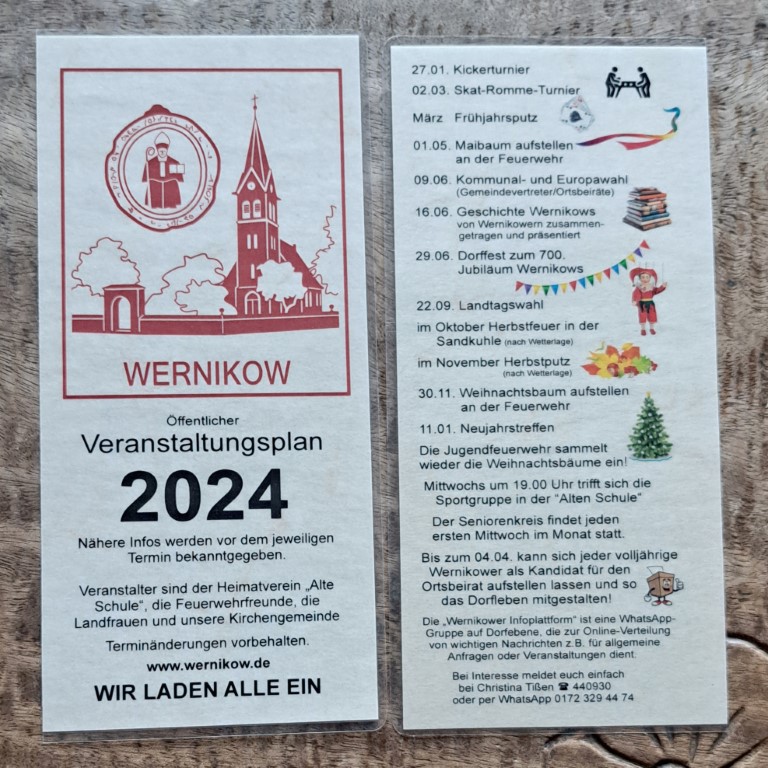 WERNIKOW
Öffentlicher
Veranstaltungsplan
2024
Nähere Infos werden vor dem jeweiligen
Termin bekanntgegeben.
Veranstalter sind der Heimatverein „Alte
Schule", die Feuerwehrfreunde, die
Landfrauen und unsere Kirchengemeinde
Terminänderungen vorbehalten.
www.wernikow.de
WIR LADEN ALLE EIN
27.01. Kickerturnier
02.03. Skat-Romme-Turnier
März Frühjahrsputz
01.05. Maibaum aufstellen
an der Feuerwehr
09.06. Kommunal- und Europawahl
(Gemeindevertreter/Ortsbeiräte)
16.06. Geschichte Wernikows
von Wernikowern zusammen-
getragen und präsentiert
29.06. Dorffest zum 700.
Jubiläum Wernikows
22.09. Landtagswahl
im Oktober Herbstfeuer in der
Sandkuhle (nach Wetterlage)
im November Herbstputz
(nach Wetterlage)
30.11. Weihnachtsbaum aufstellen
an der Feuerwehr
11.01. Neujahrstreffen
Die Jugendfeuerwehr sammelt
wieder die Weihnachtsbäume ein!
Mittwochs um 19.00 Uhr trifft sich die
Sportgruppe in der "Alten Schule"
Der Seniorenkreis findet jeden
ersten Mittwoch im Monat statt.
Bis zum 04.04. kann sich jeder volljährige
Wernikower als Kandidat für den
Ortsbeirat aufstellen lassen und so
das Dorfleben mitgestalten!
Die „Wernikower Infoplattform" ist eine WhatsApp-
Gruppe auf Dorfebene, die zur Online-Verteilung
von wichtigen Nachrichten z.B. für allgemeine
Anfragen oder Veranstaltungen dient.
Bei Interesse meldet euch einfach
bei Christina Tißen ☎ 440930
oder per WhatsApp 0172 329 44 74